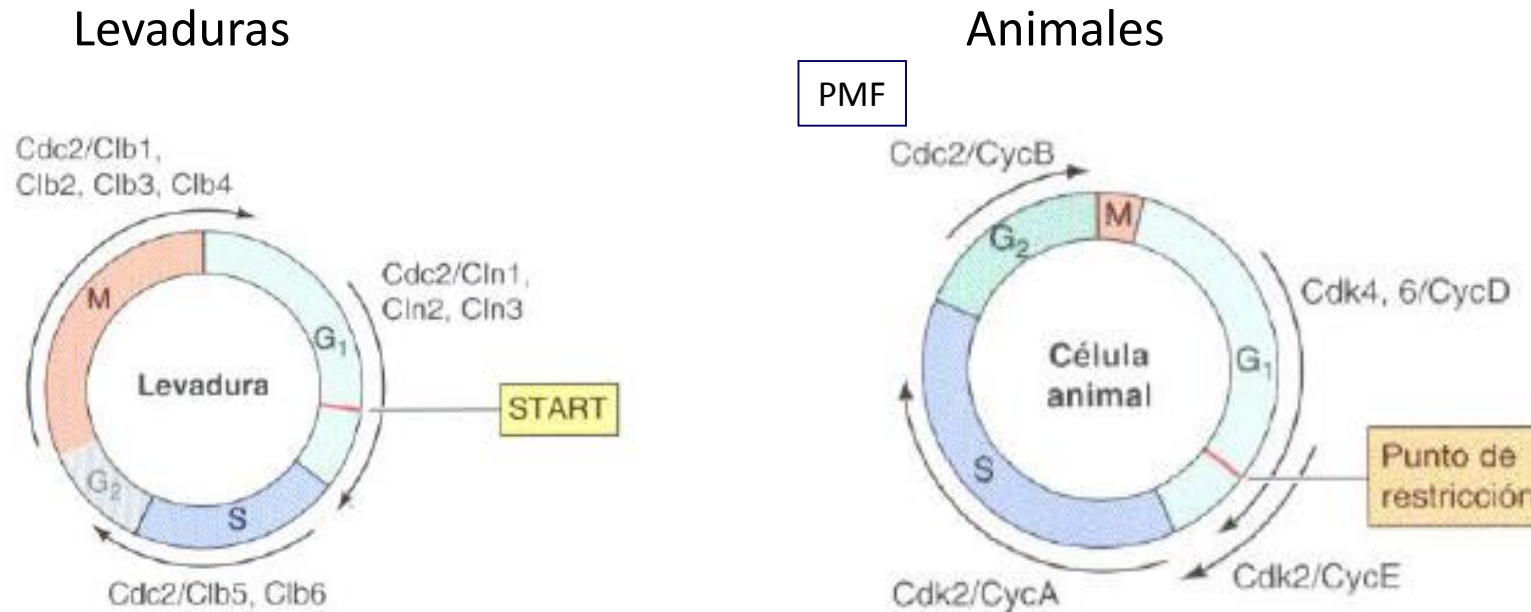 Levaduras
Cdc2/Clb1,
Clb2, Clb3, Clb4
M
G1
Cdc2/Cln1,
Cln2, Cln3
Levadura
START
G2
S
Cdc2/Clb5, Clb6
Animales
PMF
Cdc2/CycB
M
G2
Cdk4, 6/CycD
Célula
animal
G1
S
Punto de
restricción
Cdk2/CycE
Cdk2/CycA